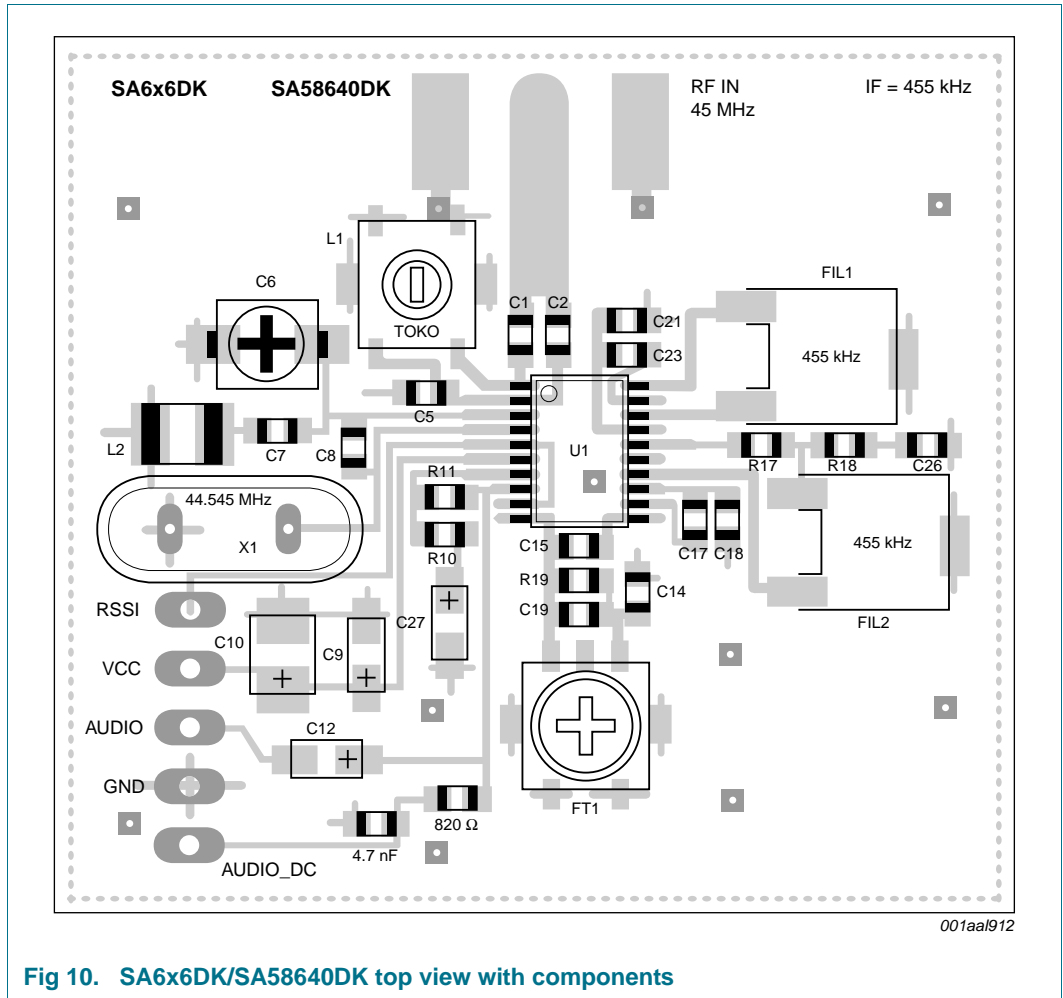 SA6x6DK SA58640DK RF IN IF = 455 kHz
45 MHz
L1
C6 FIL1
C1 C2
C21
TOKO
C23 455 kHz
C5
L2 C7 C8 U1
R17 R18 C26
R11
44.545 MHz
X1 R10 C15 C17 C18 455 kHz
R19 C14
RSSI C27 C19
C10 FIL2
VCC C9
AUDIO C12
GND
FT1
820 Ω
4.7 nF
AUDIO_DC
001aal912
Fig 10. SA6x6DK/SA58640DK top view with components